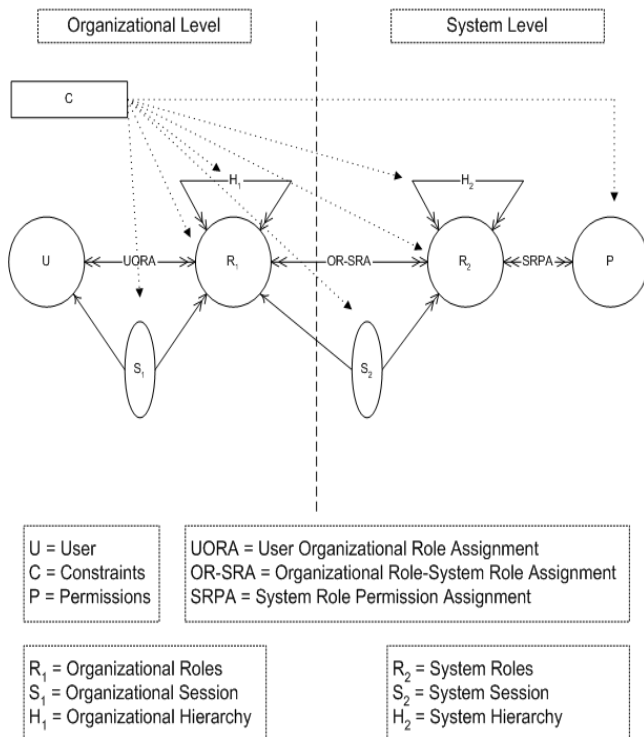 Organizational Level
System Level
C
H₁
H₂
U
UORA
R₁
OR-SRA
R₂
SRPA
P
S₁
S₂
U = User
C = Constraints
P = Permissions
UORA = User Organizational Role Assignment
OR-SRA = Organizational Role-System Role Assignment
SRPA = System Role Permission Assignment
R₁ = Organizational Roles
S₁ = Organizational Session
H₁ = Organizational Hierarchy
R₂ = System Roles
S₂ = System Session
H₂ = System Hierarchy